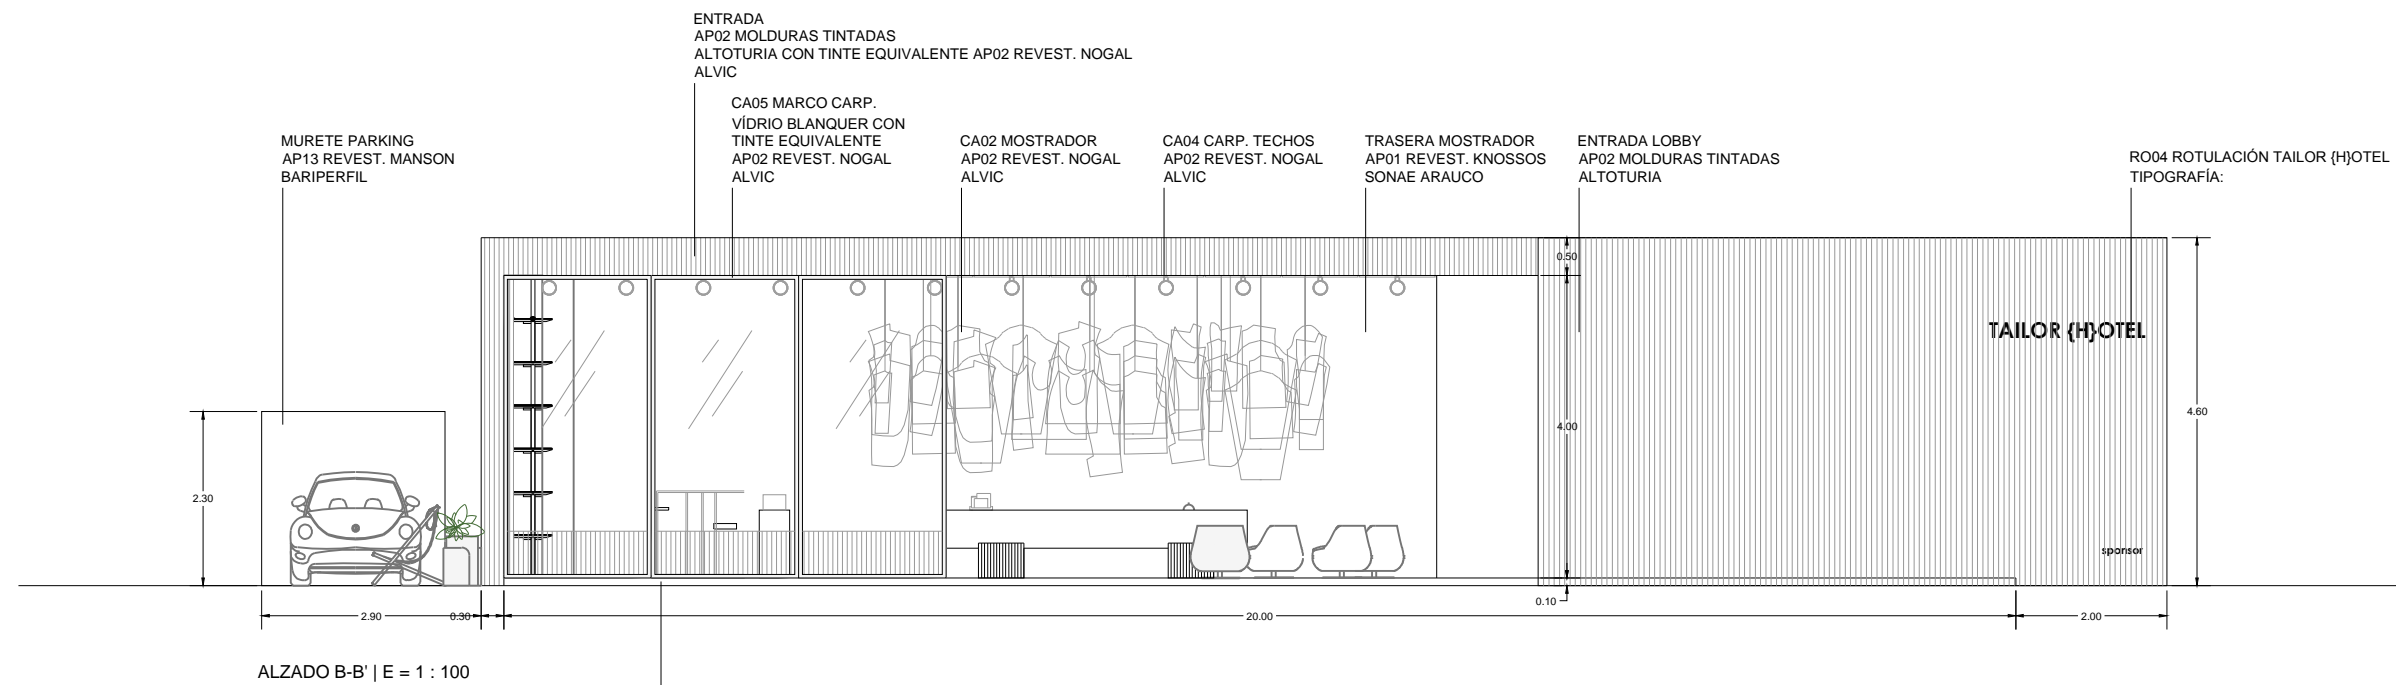 ENTRADA
AP02 MOLDURAS TINTADAS
ALTOTURIA CON TINTE EQUIVALENTE AP02 REVEST. NOGAL
ALVIC
CA05 MARCO CARP.
VÍDRIO BLANQUER CON
TINTE EQUIVALENTE
AP02 REVEST. NOGAL
ALVIC
MURETE PARKING
AP13 REVEST. MANSON
BARIPERFIL
CA02 MOSTRADOR
AP02 REVEST. NOGAL
ALVIC
CA04 CARP. TECHOS
AP02 REVEST. NOGAL
ALVIC
TRASERA MOSTRADOR
AP01 REVEST. KNOSSOS
SONAE ARAUCO
ENTRADA LOBBY
AP02 MOLDURAS TINTADAS
ALTOTURIA
RO04 ROTULACIÓN TAILOR {H}OTEL
TIPOGRAFÍA:
0.50
TAILOR {H}OTEL
4.60
4.00
2.30
sponsor
0.10
2.90
0.30
20.00
2.00
ALZADO B-B' | E = 1 : 100